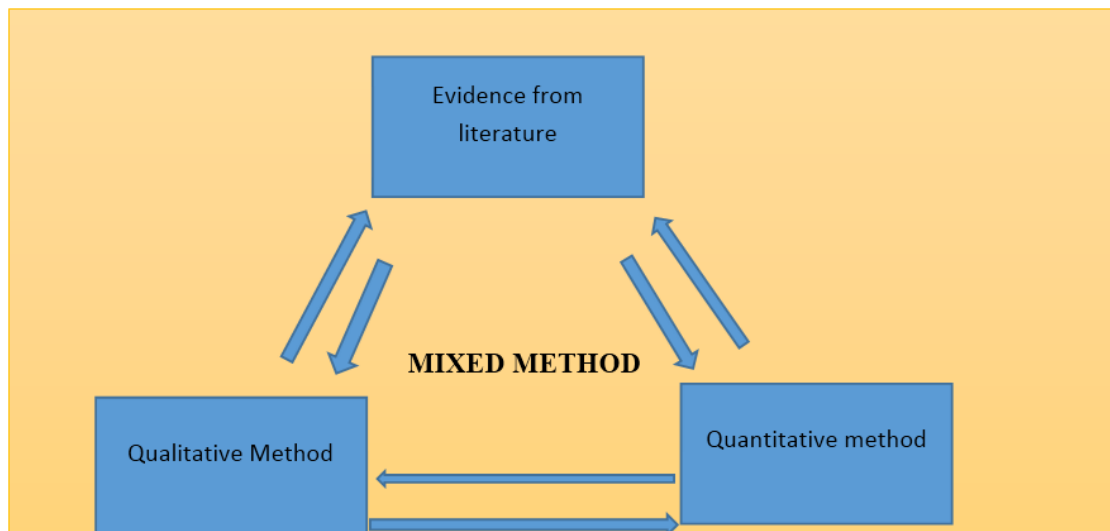 Evidence from
literature
MIXED METHOD
Qualitative Method
Quantitative method